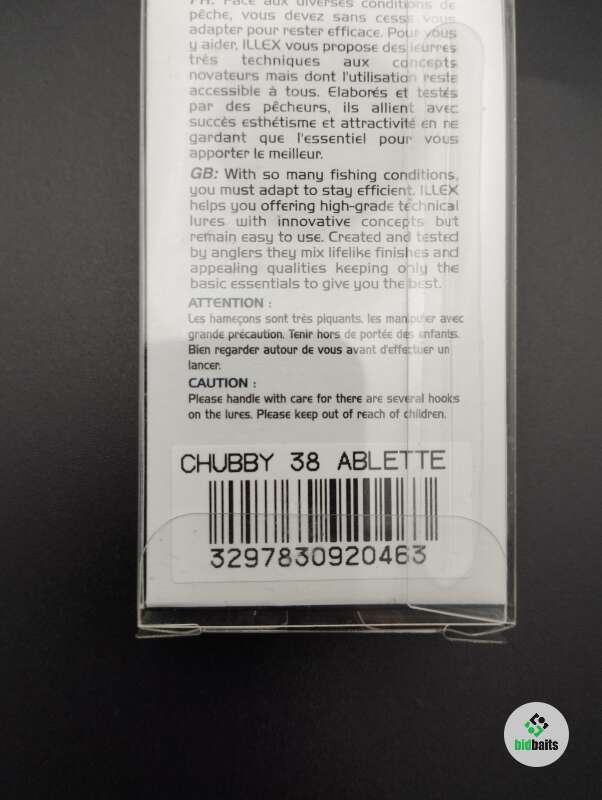 FR: Face aux diverses conditions de
pêche, vous devez sans cesse vous
adapter pour rester efficace. Pour vous
y aider, ILLEX vous propose des leurres
très techniques aux concepts
novateurs mais dont l'utilisation reste
accessible à tous. Elaborés et testés
par des pêcheurs, ils allient avec
succès esthétisme et attractivité en ne
gardant que l'essentiel pour vous
apporter le meilleur.
GB: With so many fishing conditions,
you must adapt to stay efficient. ILLEX
helps you offering high-grade technical
lures with innovative concepts but
remain easy to use. Created and tested
by anglers they mix lifelike finishes and
appealing qualities keeping only the
basic essentials to give you the best.
ATTENTION :
Les hameçons sont très piquants, les manipuler avec
grande précaution. Tenir hors de portée des enfants.
Bien regarder autour de vous avant d'effectuer un
lancer.
CAUTION :
Please handle with care for there are several hooks
on the lures. Please keep out of reach of children.
CHUBBY 38 ABLETTE
3297830920463
bidbaits